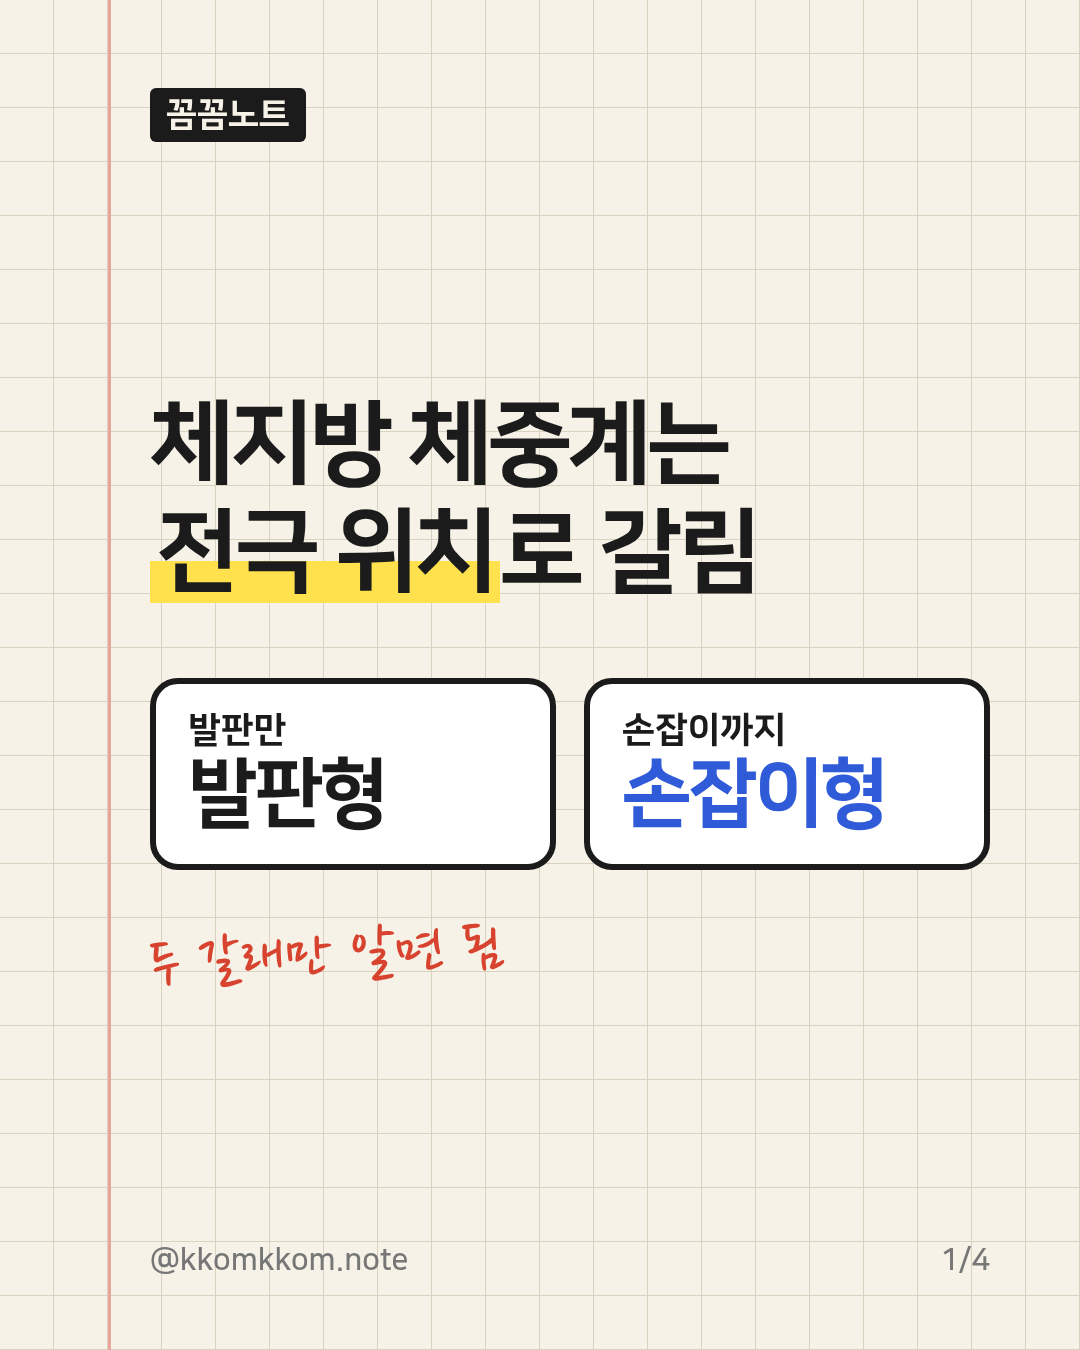 꼼꼼노트
체지방 체중계는
전극 위치로 갈림
발판만
발판형
손잡이까지
손잡이형
두 갈래만 알면 됨
@kkomkkom.note
1/4